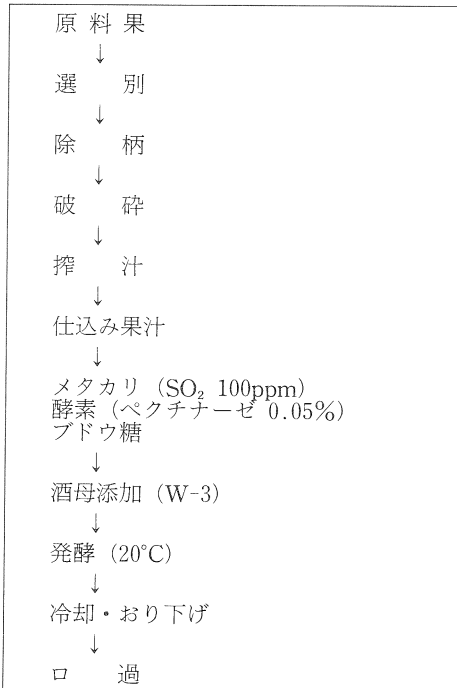 原料果
↓
選別
↓
除柄
↓
破砕
↓
搾汁
↓
仕込み果汁
↓
メタカリ (SO₂ 100ppm)
酵素 (ペクチナーゼ 0.05%)
ブドウ糖
↓
酒母添加 (W-3)
↓
発酵 (20°C)
↓
冷却・おり下げ
↓
ロ過